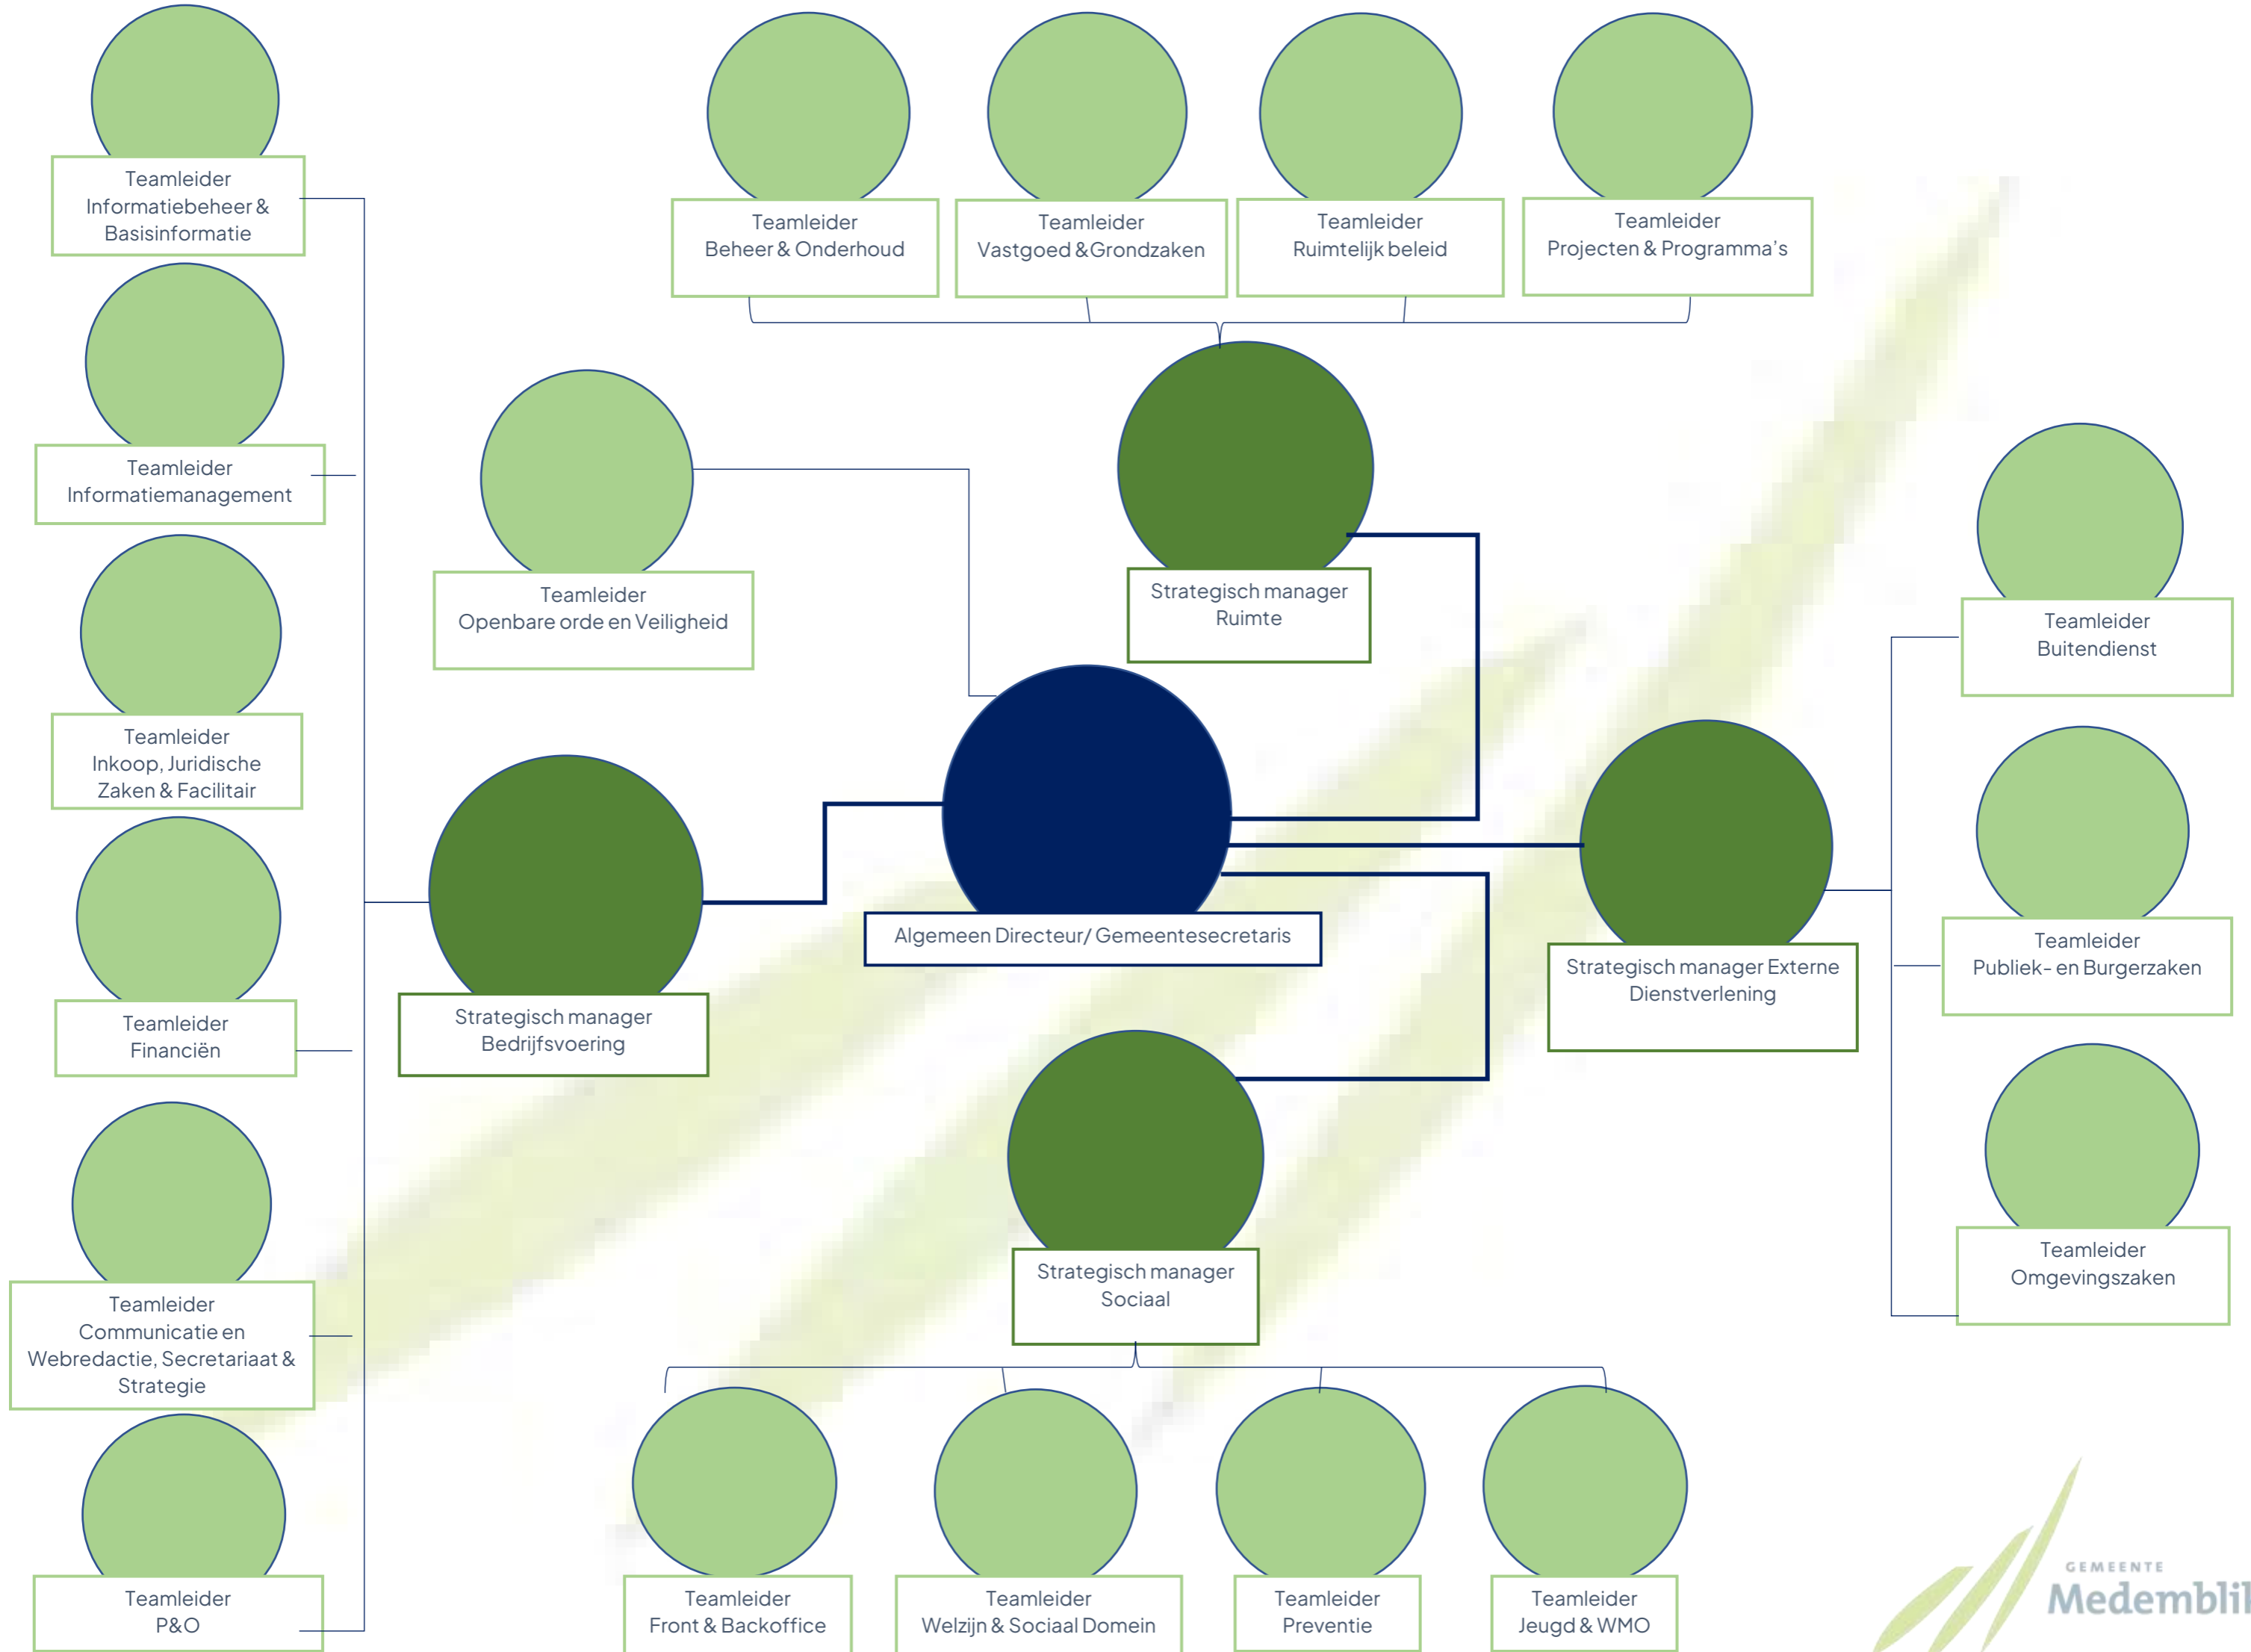 Teamleider
Informatiebeheer &
Basisinformatie
Teamleider
Informatiemanagement
Teamleider
Inkoop, Juridische
Zaken & Facilitair
Teamleider
Financiën
Teamleider
Communicatie en
Webredactie, Secretariaat &
Strategie
Teamleider
P&O
Teamleider
Beheer & Onderhoud
Teamleider
Vastgoed &Grondzaken
Teamleider
Ruimtelijk beleid
Teamleider
Projecten & Programma's
Teamleider
Openbare orde en Veiligheid
Strategisch manager
Ruimte
Algemeen Directeur/ Gemeentesecretaris
Strategisch manager
Bedrijfsvoering
Strategisch manager Externe
Dienstverlening
Strategisch manager
Sociaal
Teamleider
Buitendienst
Teamleider
Publiek- en Burgerzaken
Teamleider
Omgevingszaken
Teamleider
Front & Backoffice
Teamleider
Welzijn & Sociaal Domein
Teamleider
Preventie
Teamleider
Jeugd & WMO
GEMEENTE
Medemblik